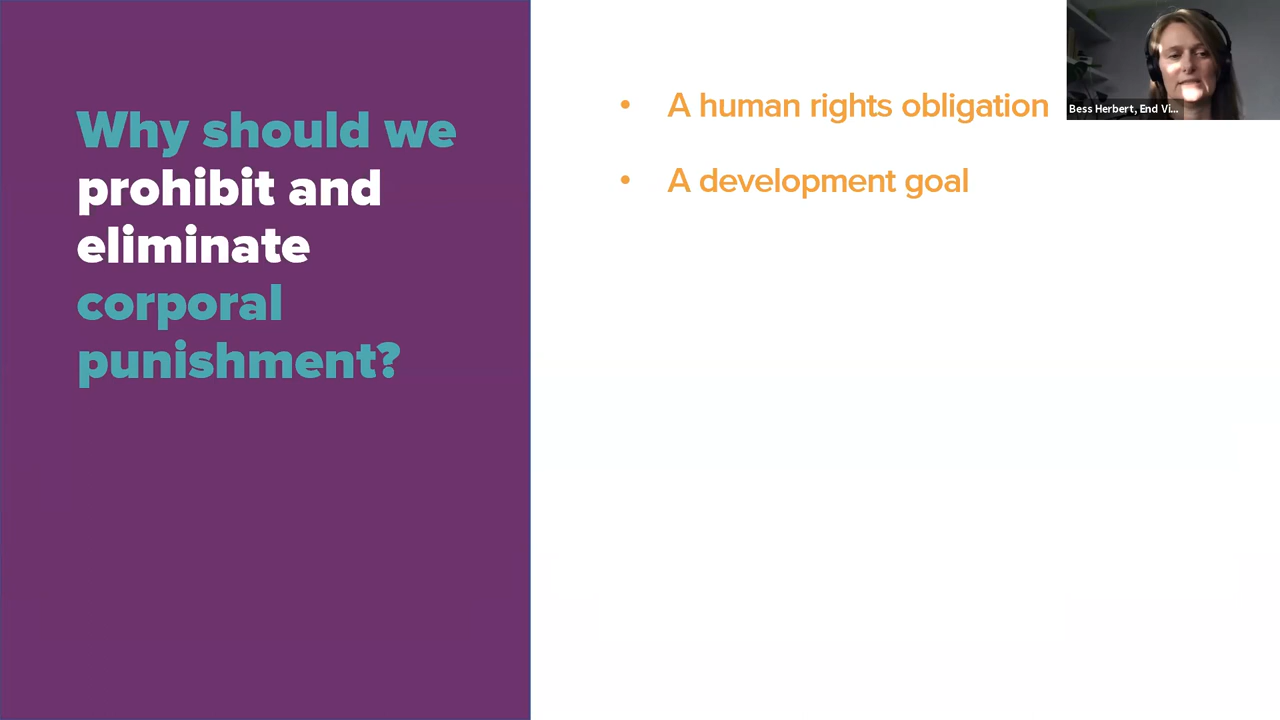 Why should we
prohibit and
eliminate
corporal
punishment?
• A human rights obligation
• A development goal
Bess Herbert, End Vi...